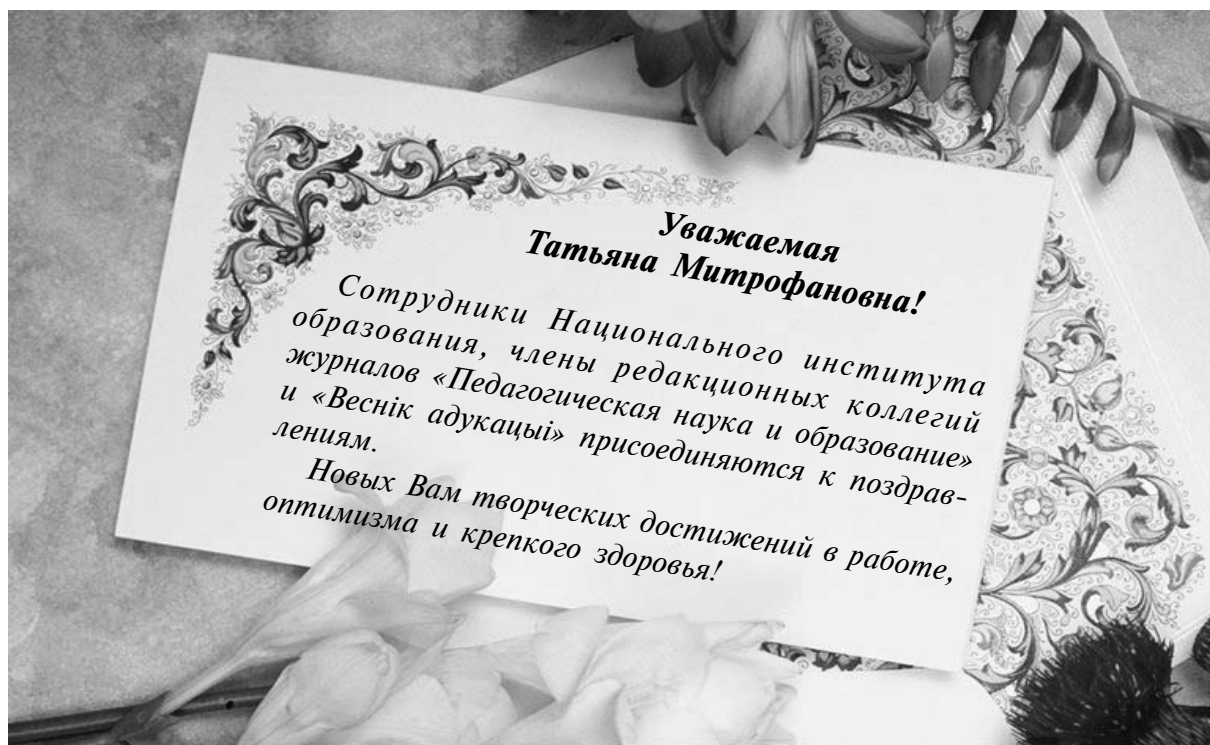 Уважаемая
Татьяна Митрофановна!
Сотрудники Национального института
образования, члены редакционных коллегий
журналов «Педагогическая наука и образование»
и «Веснік адукацыі» присоединяются к поздрав-
лениям.
Новых Вам творческих достижений в работе,
оптимизма и крепкого здоровья!